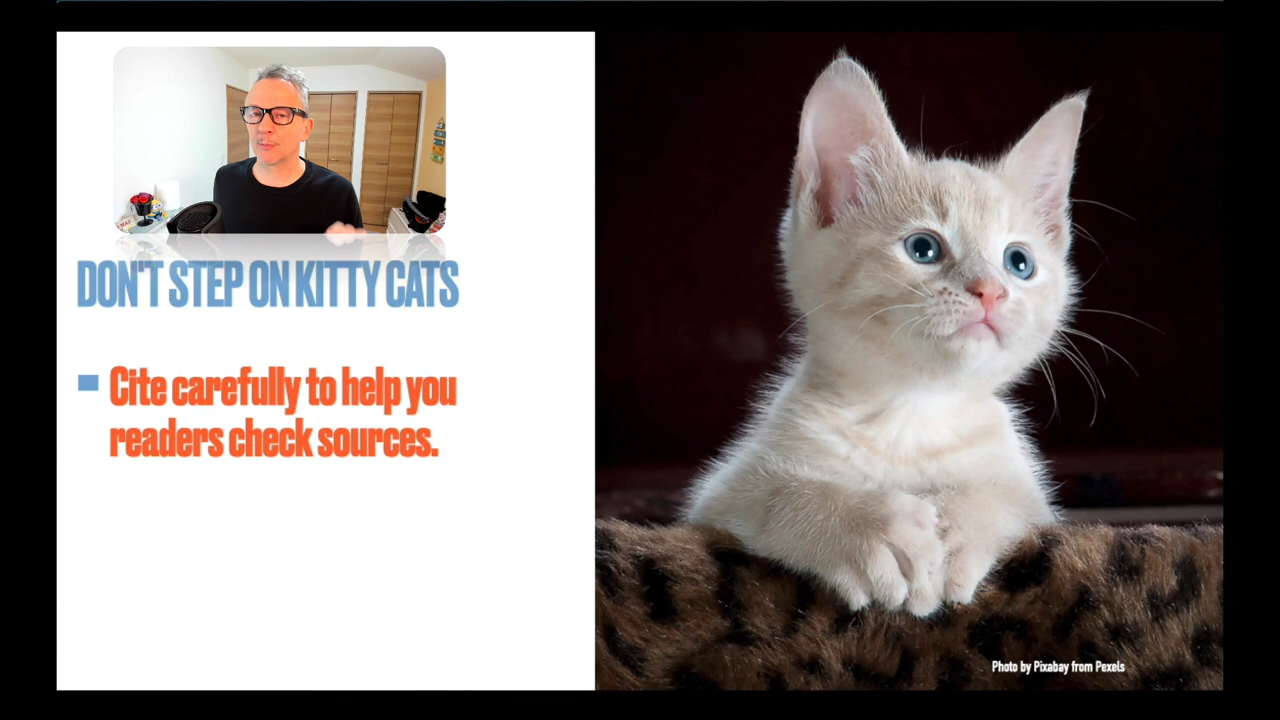 DON'T STEP ON KITTY CATS
Cite carefully to help you
readers check sources.
Photo by Pixabay from Pexels